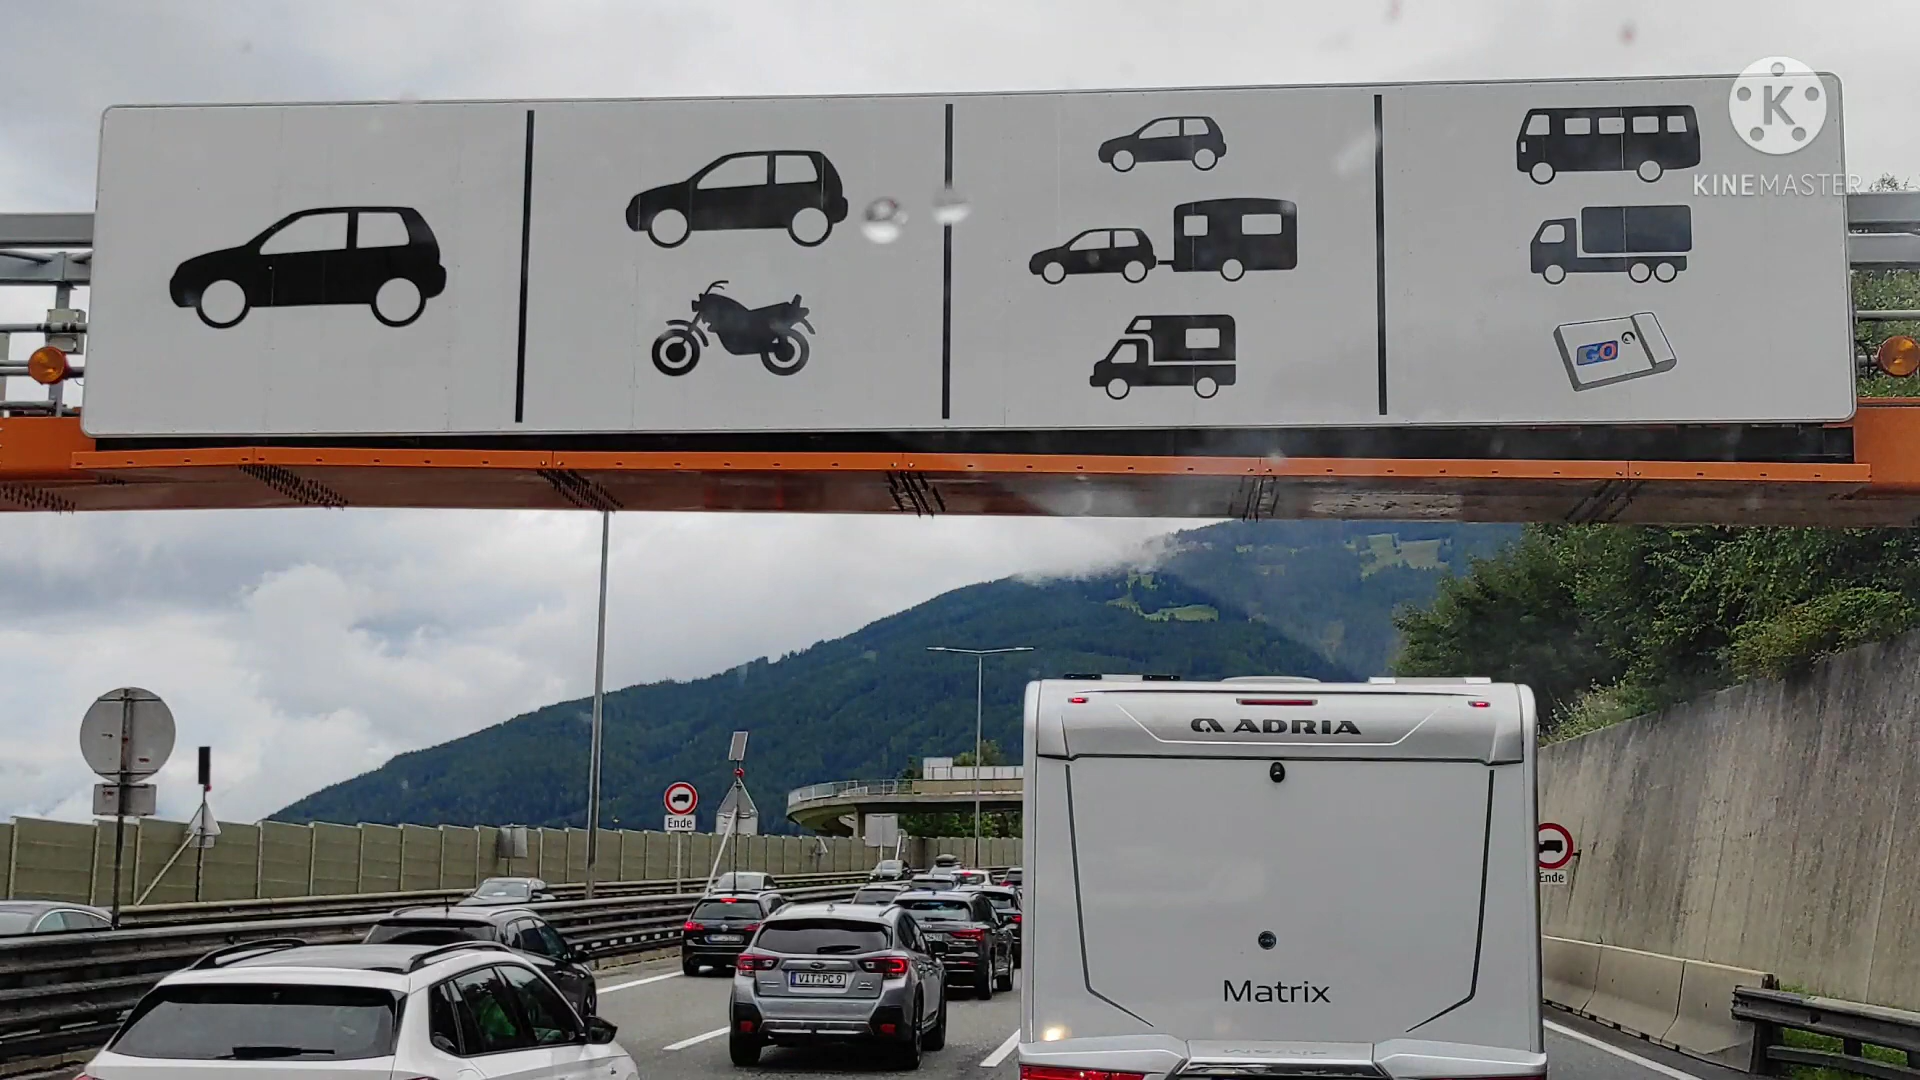 K
KINEMASTER
GO
ADRIA
Ende
Ende
VIT PC 9
Matrix